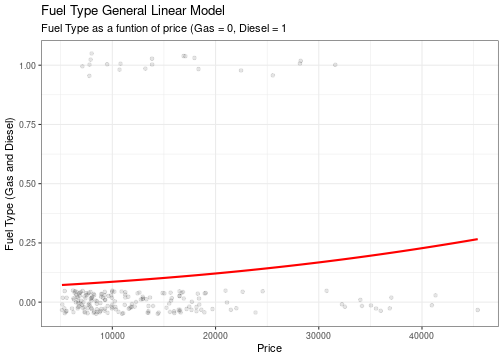 Fuel Type General Linear Model
Fuel Type as a funtion of price (Gas = 0, Diesel = 1
1.00
0.75
0.50
0.25
0.00
Fuel Type (Gas and Diesel)
10000 20000 30000 40000
Price